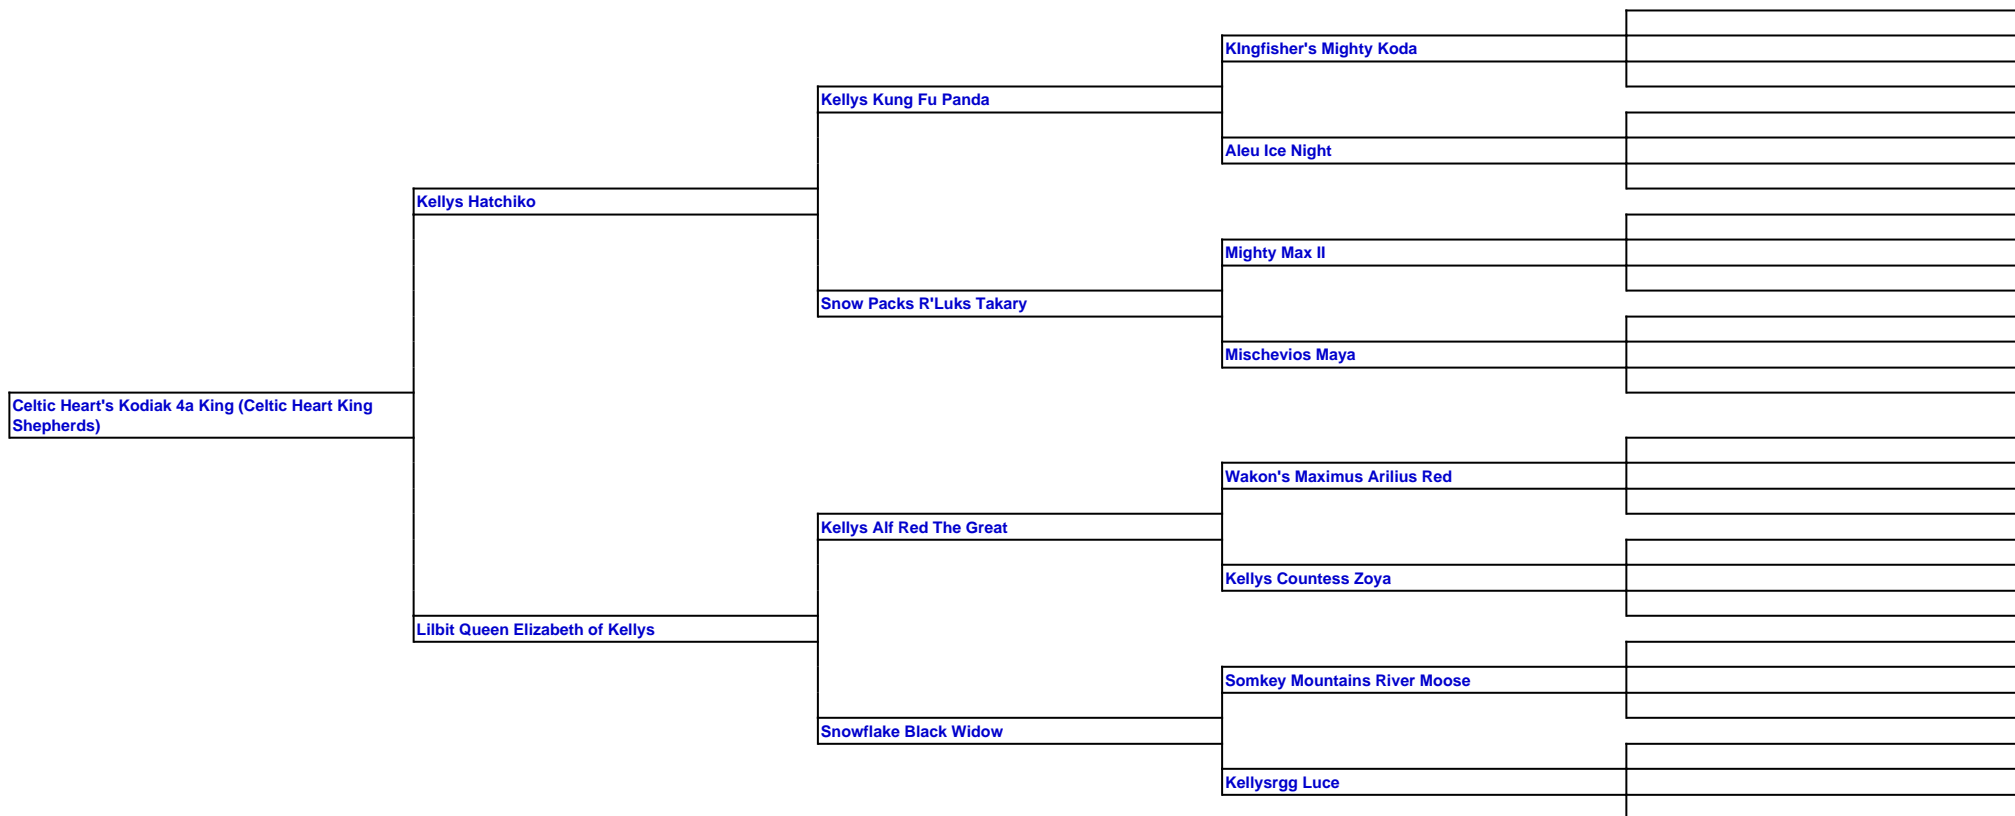 KIngfisher's Mighty Koda
Kellys Kung Fu Panda
Aleu Ice Night
Kellys Hatchiko
Mighty Max II
Snow Packs R'Luks Takary
Mischevios Maya
Celtic Heart's Kodiak 4a King (Celtic Heart King
Shepherds)
Wakon's Maximus Arilius Red
Kellys Alf Red The Great
Kellys Countess Zoya
Lilbit Queen Elizabeth of Kellys
Somkey Mountains River Moose
Snowflake Black Widow
Kellysrgg Luce